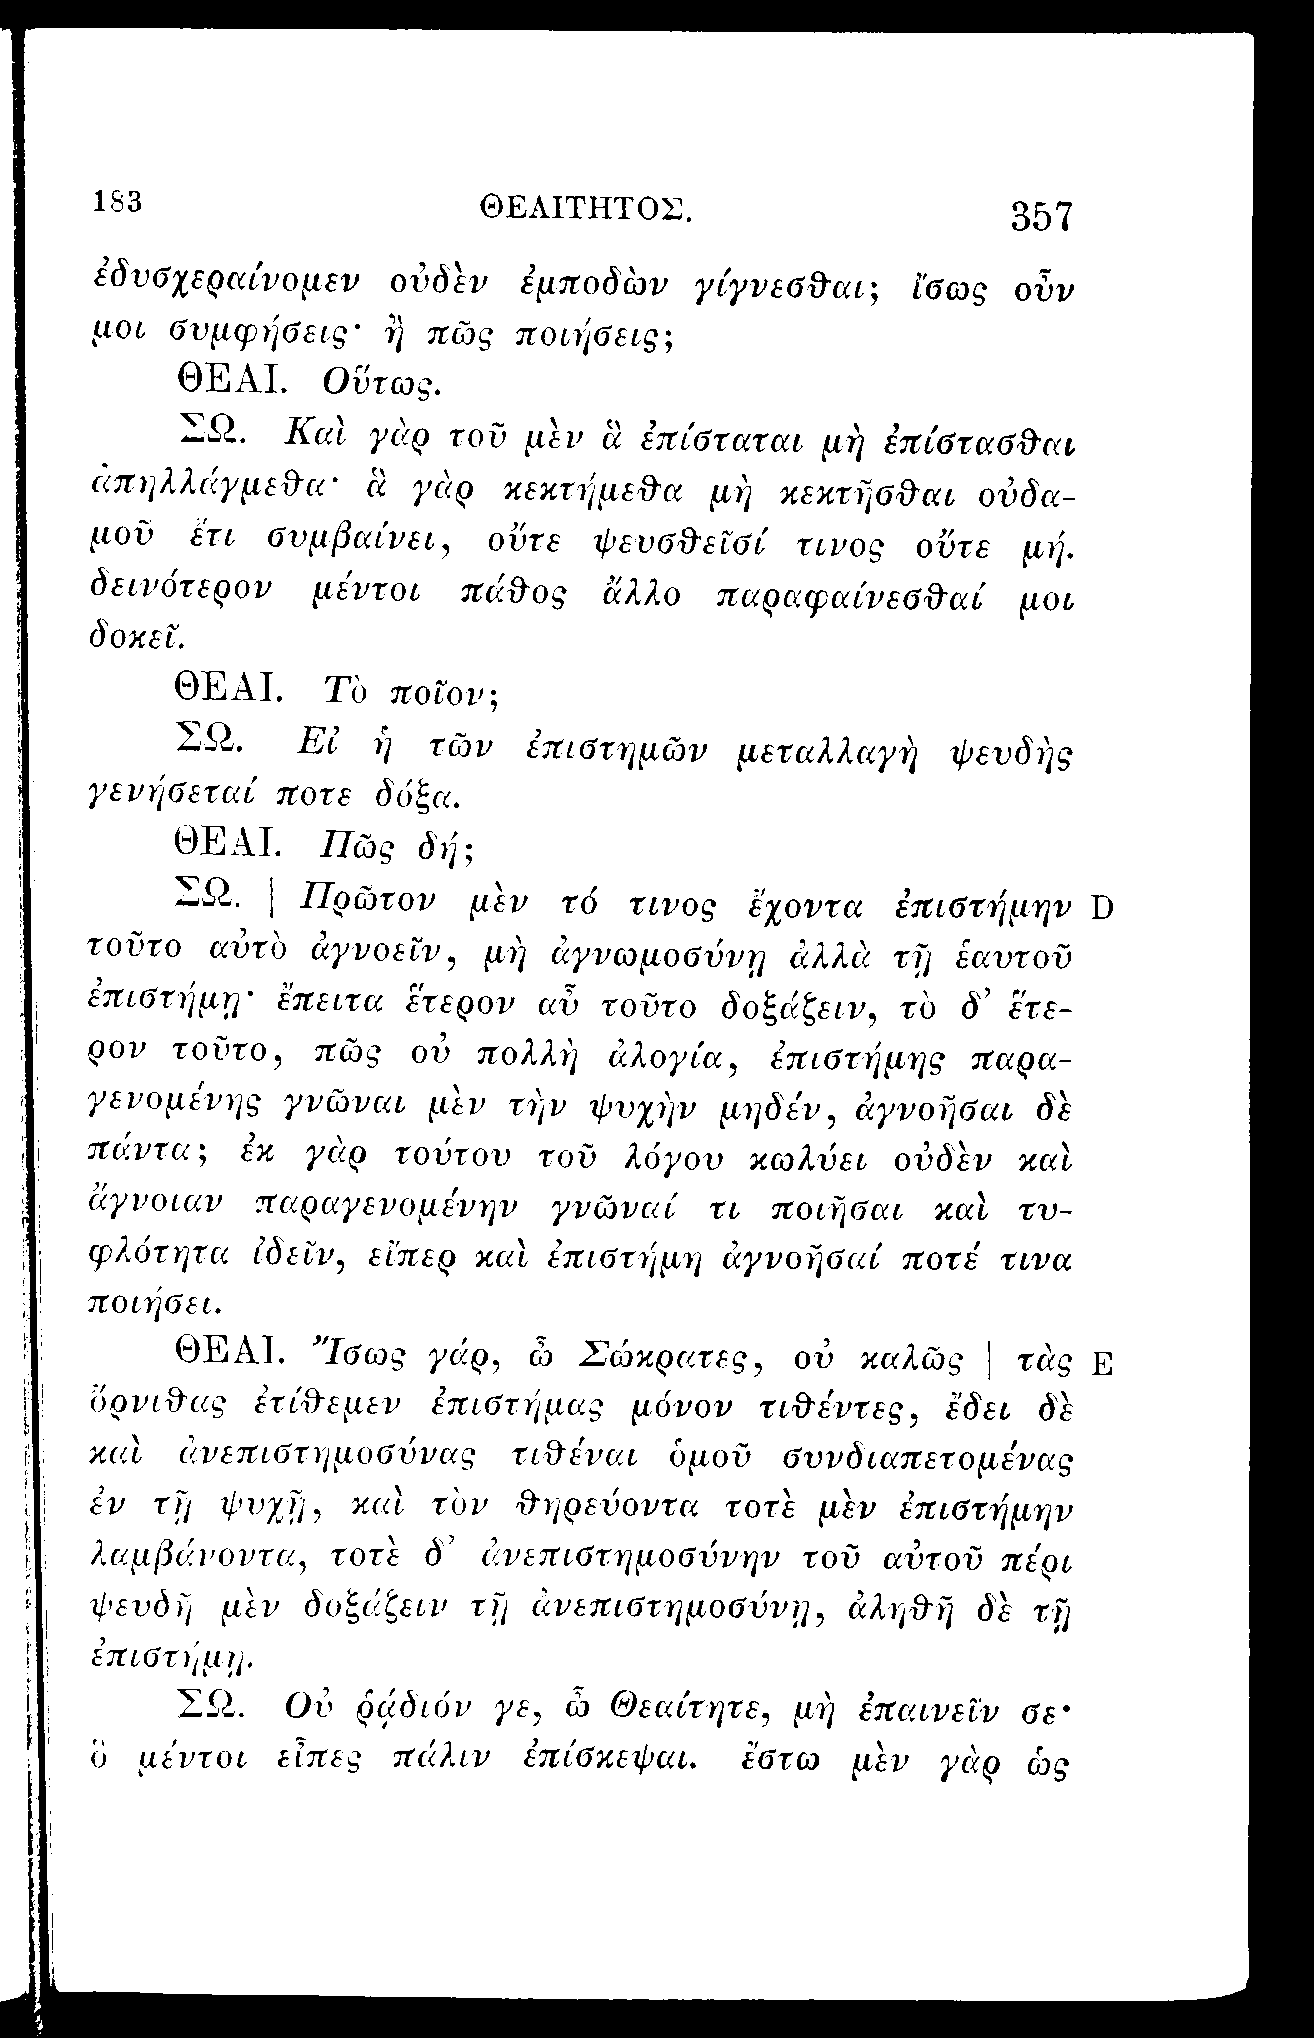 183 ΘΕΑΙΤΗΤΟΣ. 357
ἐδυσχεραίνομεν οὐδὲν ἐμποδὼν γίγνεσθαι; ἴσως οὖν
μοι συμφήσεις· ἢ πῶς ποιήσεις;
ΘΕΑΙ. Οὕτως.
ΣΩ. Καὶ γὰρ τοῦ μὲν ἃ ἐπίσταται μὴ ἐπίστασθαι
ἀπηλλάγμεθα· ἃ γὰρ κεκτήμεθα μὴ κεκτῆσθαι οὐδα-
μοῦ ἔτι συμβαίνει, οὔτε ψευσθεῖσί τινος οὔτε μή.
δεινότερον μέντοι πάθος ἄλλο παραφαίνεσθαί μοι
δοκεῖ.
ΘΕΑΙ. Τὸ ποῖον;
ΣΩ. Εἰ ἡ τῶν ἐπιστημῶν μεταλλαγὴ ψευδὴς
γενήσεταί ποτε δόξα.
ΘΕΑΙ. Πῶς δή;
ΣΩ. | Πρῶτον μὲν τό τινος ἔχοντα ἐπιστήμην D
τοῦτο αὐτὸ ἀγνοεῖν, μὴ ἀγνωμοσύνῃ ἀλλὰ τῇ ἑαυτοῦ
ἐπιστήμῃ· ἔπειτα ἕτερον αὖ τοῦτο δοξάζειν, τὸ δ’ ἕτε-
ρον τοῦτο, πῶς οὐ πολλὴ ἀλογία, ἐπιστήμης παρα-
γενομένης γνῶναι μὲν τὴν ψυχὴν μηδέν, ἀγνοῆσαι δὲ
πάντα; ἐκ γὰρ τούτου τοῦ λόγου κωλύει οὐδὲν καὶ
ἄγνοιαν παραγενομένην γνῶναί τι ποιῆσαι καὶ τυ-
φλότητα ἰδεῖν, εἴπερ καὶ ἐπιστήμη ἀγνοῆσαί ποτέ τινα
ποιήσει.
ΘΕΑΙ. Ἴσως γάρ, ὦ Σώκρατες, οὐ καλῶς | τὰς E
ὄρνιθας ἐτίθεμεν ἐπιστήμας μόνον τιθέντες, ἔδει δὲ
καὶ ἀνεπιστημοσύνας τιθέναι ὁμοῦ συνδιαπετομένας
ἐν τῇ ψυχῇ, καὶ τὸν θηρεύοντα τοτὲ μὲν ἐπιστήμην
λαμβάνοντα, τοτὲ δ’ ἀνεπιστημοσύνην τοῦ αὐτοῦ πέρι
ψευδῆ μὲν δοξάζειν τῇ ἀνεπιστημοσύνῃ, ἀληθῆ δὲ τῇ
ἐπιστήμῃ.
ΣΩ. Οὐ ῥᾴδιόν γε, ὦ Θεαίτητε, μὴ ἐπαινεῖν σε·
ὃ μέντοι εἶπες πάλιν ἐπίσκεψαι. ἔστω μὲν γὰρ ὡς